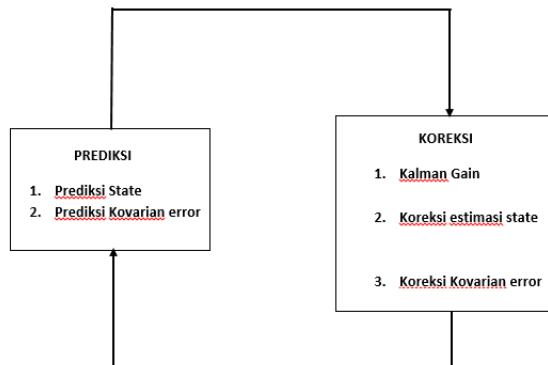 PREDIKSI
1. Prediksi State
2. Prediksi Kovarian error
KOREKSI
1. Kalman Gain
2. Koreksi estimasi state
3. Koreksi Kovarian error